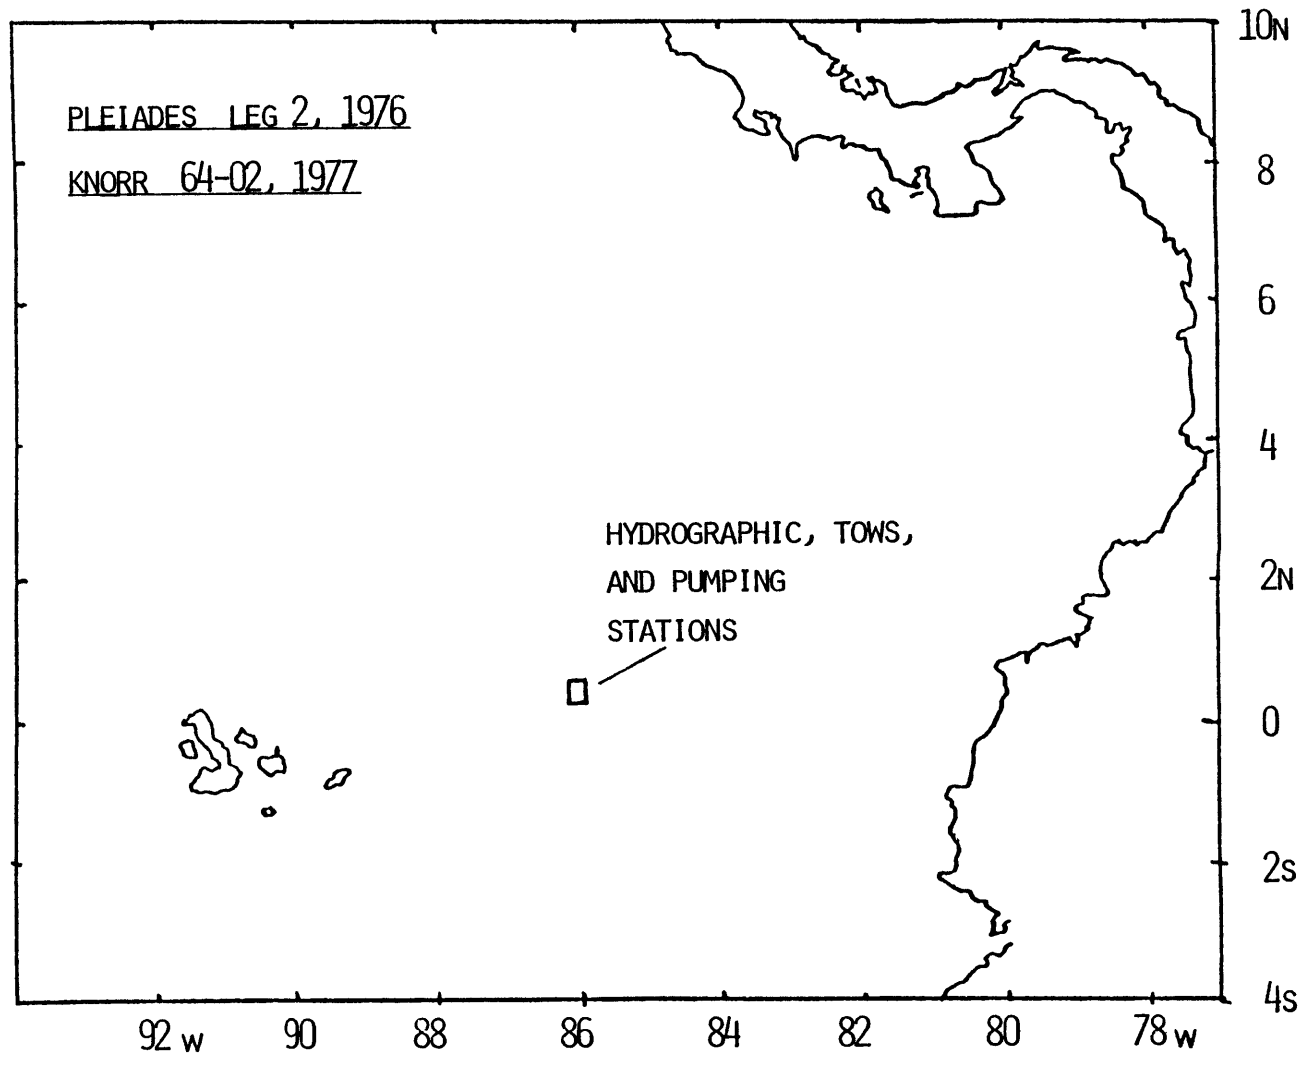 10N
PLEIADES LEG 2, 1976
KNORR 64-02, 1977
8
6
4
HYDROGRAPHIC, TOWS,
AND PUMPING
STATIONS
2N
0
2S
4S
92 W 90 88 86 84 82 80 78 W